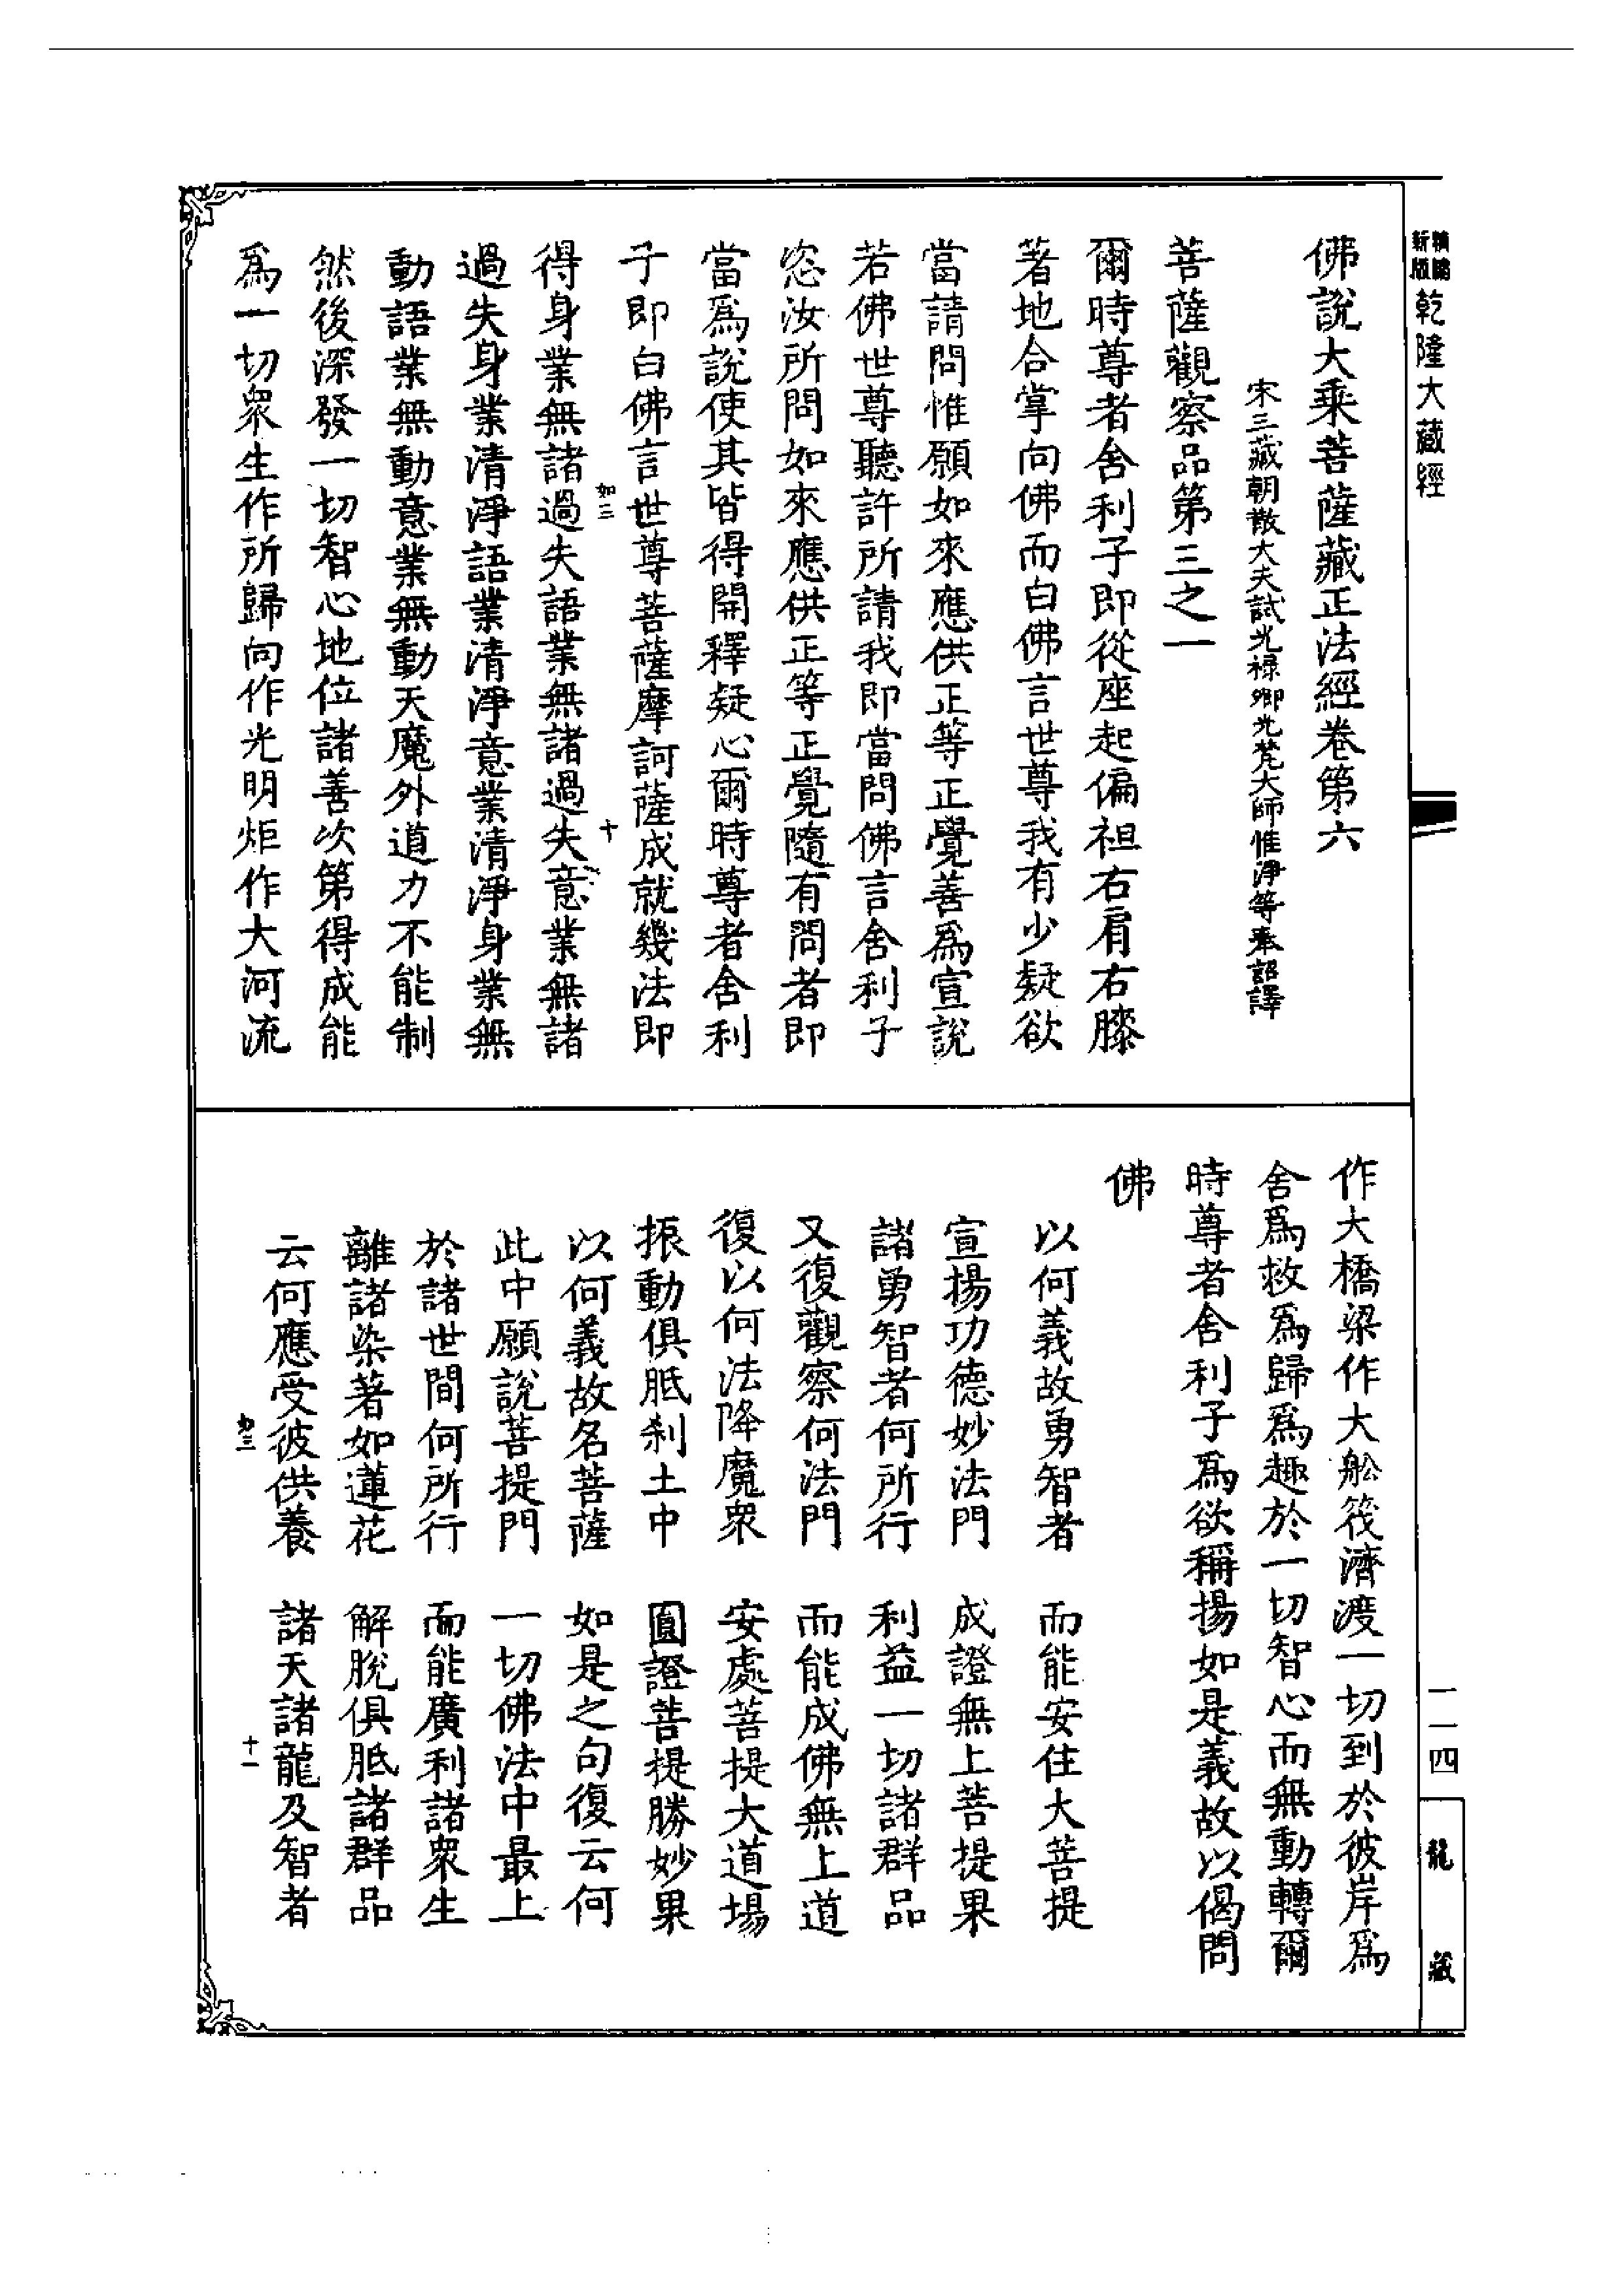 新版
精縮
乾隆大藏經
佛說大乘菩薩藏正法經卷第六
宋三藏朝散大夫試光祿卿光梵大師惟淨等奉詔譯
菩薩觀察品第三之一
爾時尊者舍利子即從座起偏袒右肩右膝
著地合掌向佛而白佛言世尊我有少疑欲
當請問惟願如來應供正等正覺善爲宣說
若佛世尊聽許所請我即當問佛言舍利子
恣汝所問如來應供正等正覺隨有問者即
當爲說使其皆得開釋疑心爾時尊者舍利
子即白佛言世尊菩薩摩訶薩成就幾法即
如三
十
得身業無諸過失語業無諸過失意業無諸
過失身業清淨語業清淨意業清淨身業無
動語業無動意業無動天魔外道力不能制
然後深發一切智心地位諸善次第得成能
爲一切衆生作所歸向作光明炬作大河流
作大橋梁作大船筏濟渡一切到於彼岸爲
舍爲救爲歸爲趣於一切智心而無動轉爾
時尊者舍利子爲欲稱揚如是義故以偈問
佛
以何義故勇智者　而能安住大菩提
宣揚功德妙法門　成證無上菩提果
諸勇智者何所行　利益一切諸群品
又復觀察何法門　而能成佛無上道
復以何法降魔衆　安處菩提大道場
振動俱胝刹土中　圓證菩提勝妙果
以何義故名菩薩　如是之句復云何
此中願說菩提門　一切佛法中最上
於諸世間何所行　而能廣利諸衆生
離諸染著如蓮花　解脫俱胝諸群品
云何應受彼供養　諸天諸龍及智者
如三
十一
一一四
龍藏